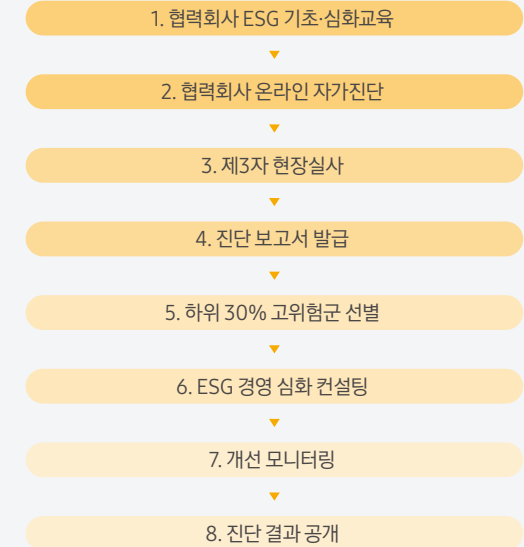 1. 협력회사 ESG 기초·심화교육
2. 협력회사 온라인 자가진단
3. 제3자 현장실사
4. 진단 보고서 발급
5. 하위 30% 고위험군 선별
6. ESG 경영 심화 컨설팅
7. 개선 모니터링
8. 진단 결과 공개